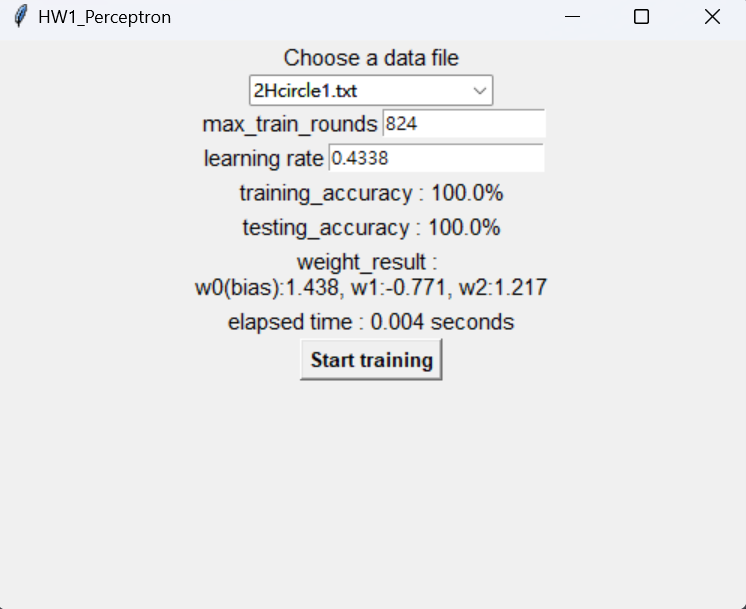 HW1_Perceptron
Choose a data file
2Hcircle1.txt
max_train_rounds 824
learning rate 0.4338
training_accuracy : 100.0%
testing_accuracy : 100.0%
weight_result :
w0(bias):1.438, w1:-0.771, w2:1.217
elapsed time : 0.004 seconds
Start training